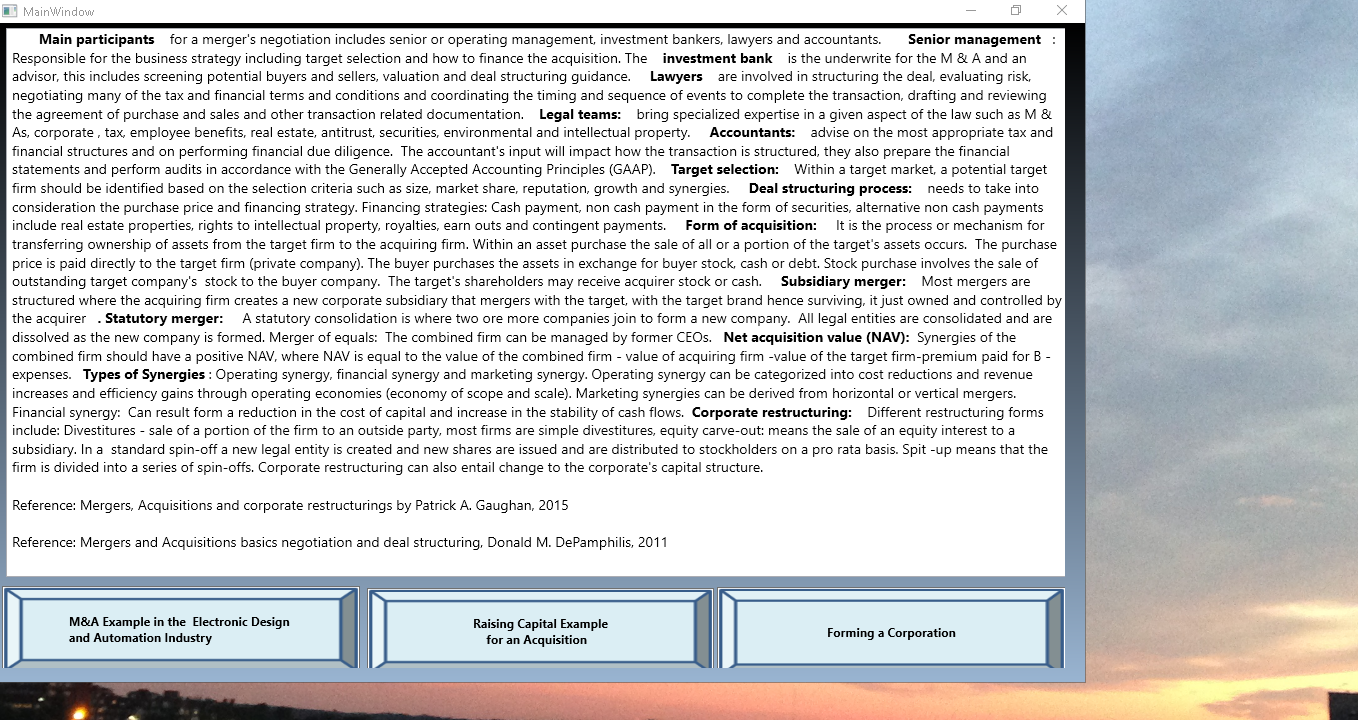 MainWindow
Main participants for a merger's negotiation includes senior or operating management, investment bankers, lawyers and accountants. Senior management :
Responsible for the business strategy including target selection and how to finance the acquisition. The investment bank is the underwrite for the M & A and an
advisor, this includes screening potential buyers and sellers, valuation and deal structuring guidance. Lawyers are involved in structuring the deal, evaluating risk,
negotiating many of the tax and financial terms and conditions and coordinating the timing and sequence of events to complete the transaction, drafting and reviewing
the agreement of purchase and sales and other transaction related documentation. Legal teams: bring specialized expertise in a given aspect of the law such as M &
As, corporate , tax, employee benefits, real estate, antitrust, securities, environmental and intellectual property. Accountants: advise on the most appropriate tax and
financial structures and on performing financial due diligence. The accountant's input will impact how the transaction is structured, they also prepare the financial
statements and perform audits in accordance with the Generally Accepted Accounting Principles (GAAP). Target selection: Within a target market, a potential target
firm should be identified based on the selection criteria such as size, market share, reputation, growth and synergies. Deal structuring process: needs to take into
consideration the purchase price and financing strategy. Financing strategies: Cash payment, non cash payment in the form of securities, alternative non cash payments
include real estate properties, rights to intellectual property, royalties, earn outs and contingent payments. Form of acquisition: It is the process or mechanism for
transferring ownership of assets from the target firm to the acquiring firm. Within an asset purchase the sale of all or a portion of the target's assets occurs. The purchase
price is paid directly to the target firm (private company). The buyer purchases the assets in exchange for buyer stock, cash or debt. Stock purchase involves the sale of
outstanding target company's stock to the buyer company. The target's shareholders may receive acquirer stock or cash. Subsidiary merger: Most mergers are
structured where the acquiring firm creates a new corporate subsidiary that mergers with the target, with the target brand hence surviving, it just owned and controlled by
the acquirer . Statutory merger: A statutory consolidation is where two ore more companies join to form a new company. All legal entities are consolidated and are
dissolved as the new company is formed. Merger of equals: The combined firm can be managed by former CEOs. Net acquisition value (NAV): Synergies of the
combined firm should have a positive NAV, where NAV is equal to the value of the combined firm - value of acquiring firm -value of the target firm-premium paid for B -
expenses. Types of Synergies : Operating synergy, financial synergy and marketing synergy. Operating synergy can be categorized into cost reductions and revenue
increases and efficiency gains through operating economies (economy of scope and scale). Marketing synergies can be derived from horizontal or vertical mergers.
Financial synergy: Can result form a reduction in the cost of capital and increase in the stability of cash flows. Corporate restructuring: Different restructuring forms
include: Divestitures - sale of a portion of the firm to an outside party, most firms are simple divestitures, equity carve-out: means the sale of an equity interest to a
subsidiary. In a standard spin-off a new legal entity is created and new shares are issued and are distributed to stockholders on a pro rata basis. Spit -up means that the
firm is divided into a series of spin-offs. Corporate restructuring can also entail change to the corporate's capital structure.
Reference: Mergers, Acquisitions and corporate restructurings by Patrick A. Gaughan, 2015
Reference: Mergers and Acquisitions basics negotiation and deal structuring, Donald M. DePamphilis, 2011
M&A Example in the Electronic Design
and Automation Industry
Raising Capital Example
for an Acquisition
Forming a Corporation